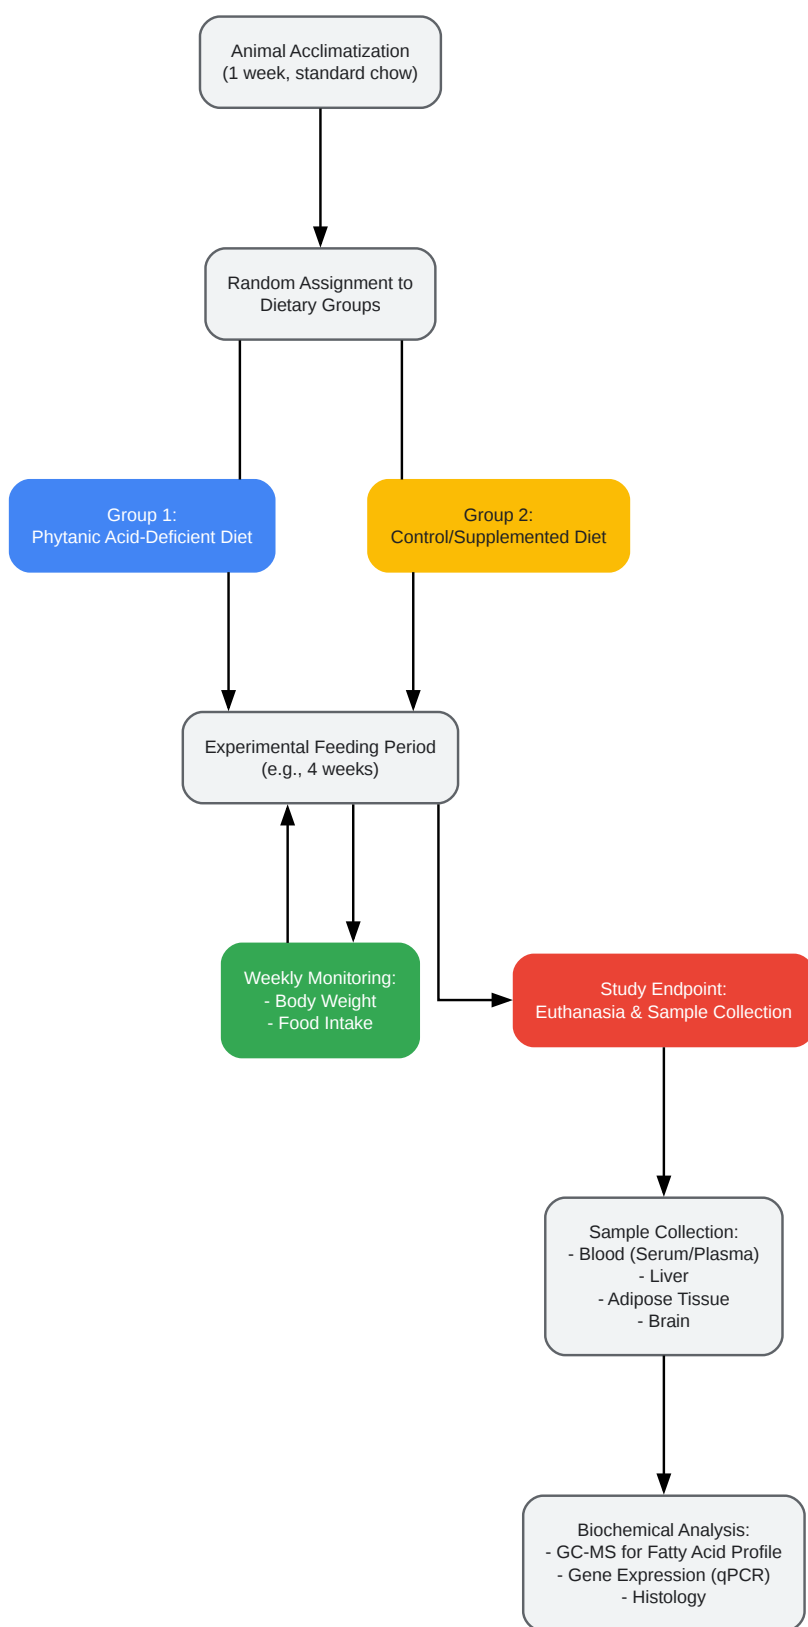 Animal Acclimatization
(1 week, standard chow)
Random Assignment to
Dietary Groups
Group 1:
Phytanic Acid-Deficient Diet
Group 2:
Control/Supplemented Diet
Experimental Feeding Period
(e.g., 4 weeks)
Weekly Monitoring:
- Body Weight
- Food Intake
Study Endpoint:
Euthanasia & Sample Collection
Sample Collection:
- Blood (Serum/Plasma)
- Liver
- Adipose Tissue
- Brain
Biochemical Analysis:
- GC-MS for Fatty Acid Profile
- Gene Expression (qPCR)
- Histology